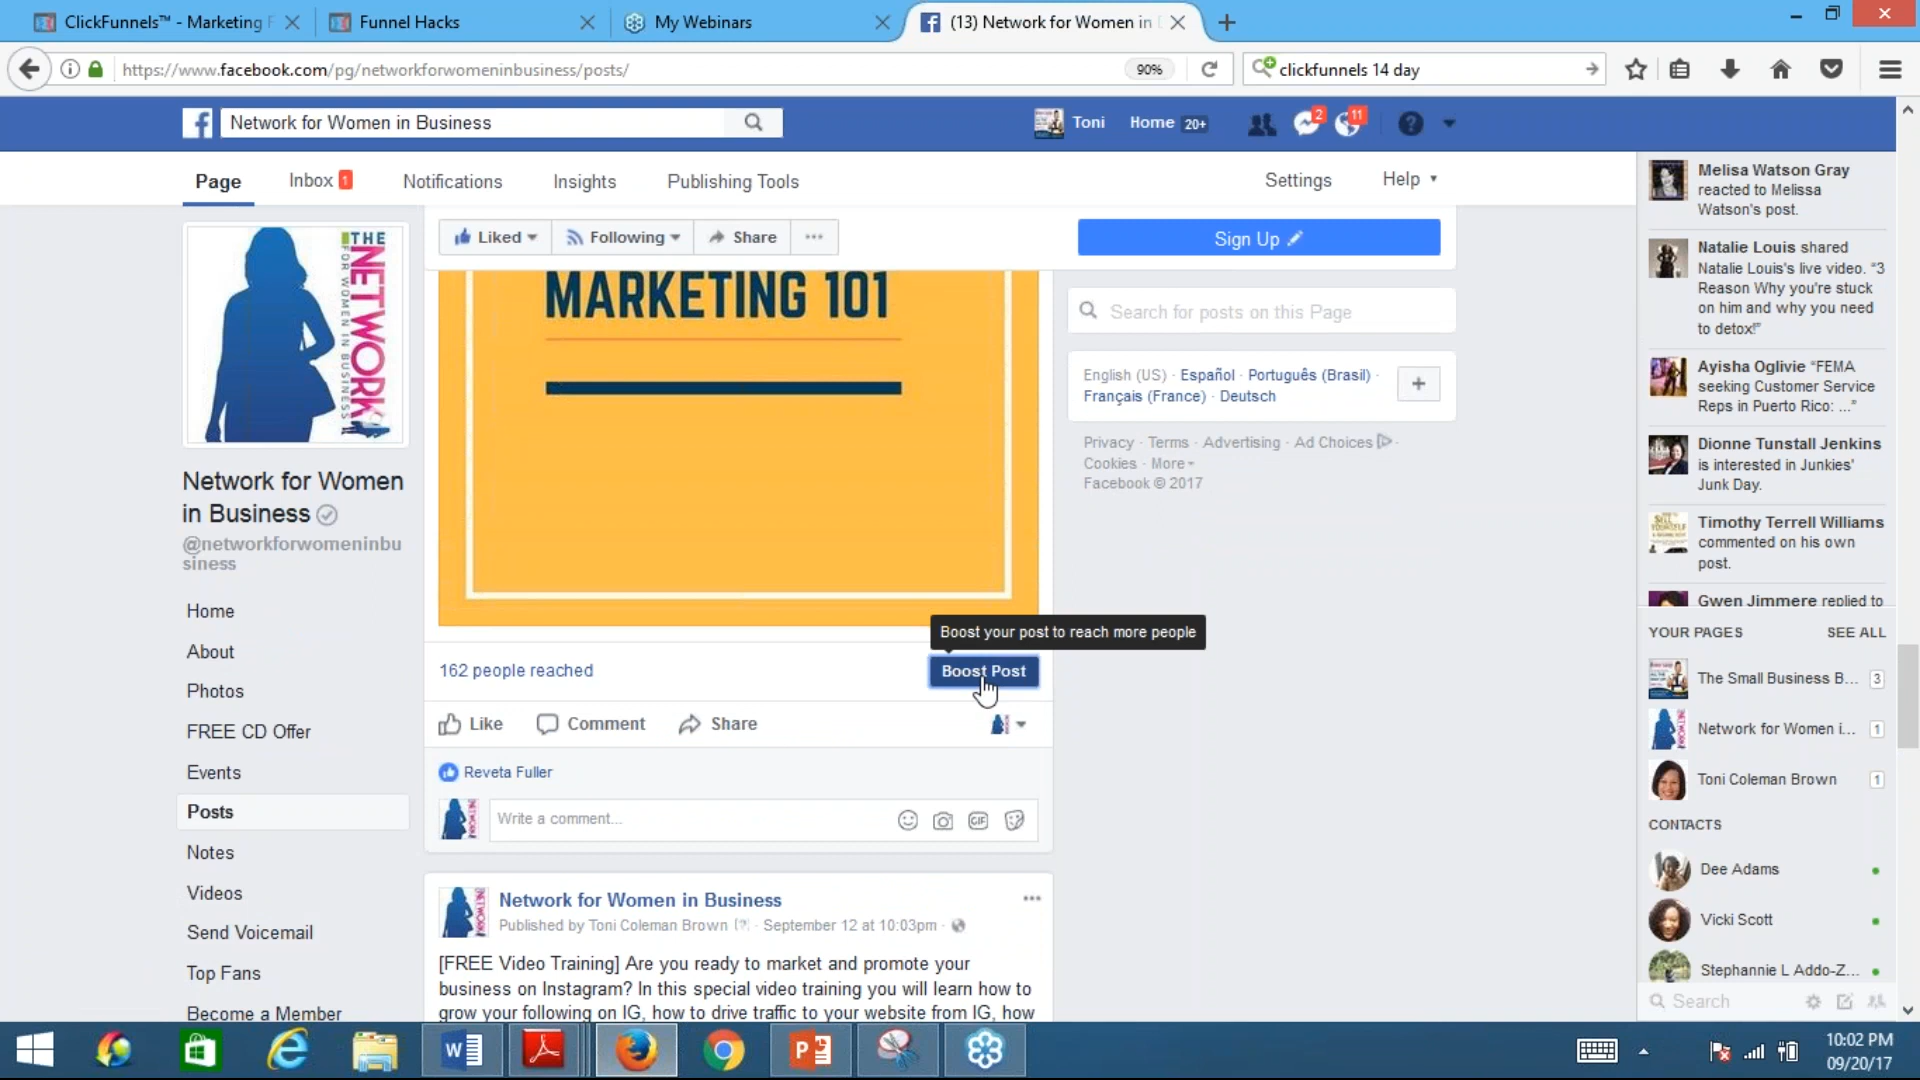 ClickFunnels™ - Marketing F
Funnel Hacks
My Webinars
(13) Network for Women in B
https://www.facebook.com/pg/networkforwomeninbusiness/posts/
90%
clickfunnels 14 day
Network for Women in Business
Toni
Home 20+
2
11
Page
Inbox 1
Notifications
Insights
Publishing Tools
Settings
Help
THE
NETWORK
FOR WOMEN IN BUSINESS
Network for Women
in Business
@networkforwomeninbu
siness
Home
About
Photos
FREE CD Offer
Events
Posts
Notes
Videos
Send Voicemail
Top Fans
Become a Member
Liked
Following
Share
Sign Up
MARKETING 101
Boost your post to reach more people
162 people reached
Boost Post
Like
Comment
Share
Reveta Fuller
Write a comment...
GIF
Network for Women in Business
Published by Toni Coleman Brown [?] · September 12 at 10:03pm ·
[FREE Video Training] Are you ready to market and promote your
business on Instagram? In this special video training you will learn how to
grow your following on IG, how to drive traffic to your website from IG, how
Search for posts on this Page
English (US) · Español · Português (Brasil) ·
Français (France) · Deutsch
Privacy · Terms · Advertising · Ad Choices ·
Cookies · More
Facebook © 2017
Melisa Watson Gray
reacted to Melissa
Watson's post.
Natalie Louis shared
Natalie Louis's live video. “3
Reason Why you're stuck
on him and why you need
to detox!”
Ayisha Oglivie “FEMA
seeking Customer Service
Reps in Puerto Rico: ...”
Dionne Tunstall Jenkins
is interested in Junkies'
Junk Day.
Timothy Terrell Williams
commented on his own
post.
Gwen Jimmere replied to
YOUR PAGES
SEE ALL
The Small Business B... 3
Network for Women i... 1
Toni Coleman Brown 1
CONTACTS
Dee Adams
Vicki Scott
Stephannie L Addo-Z...
Search
10:02 PM
09/20/17